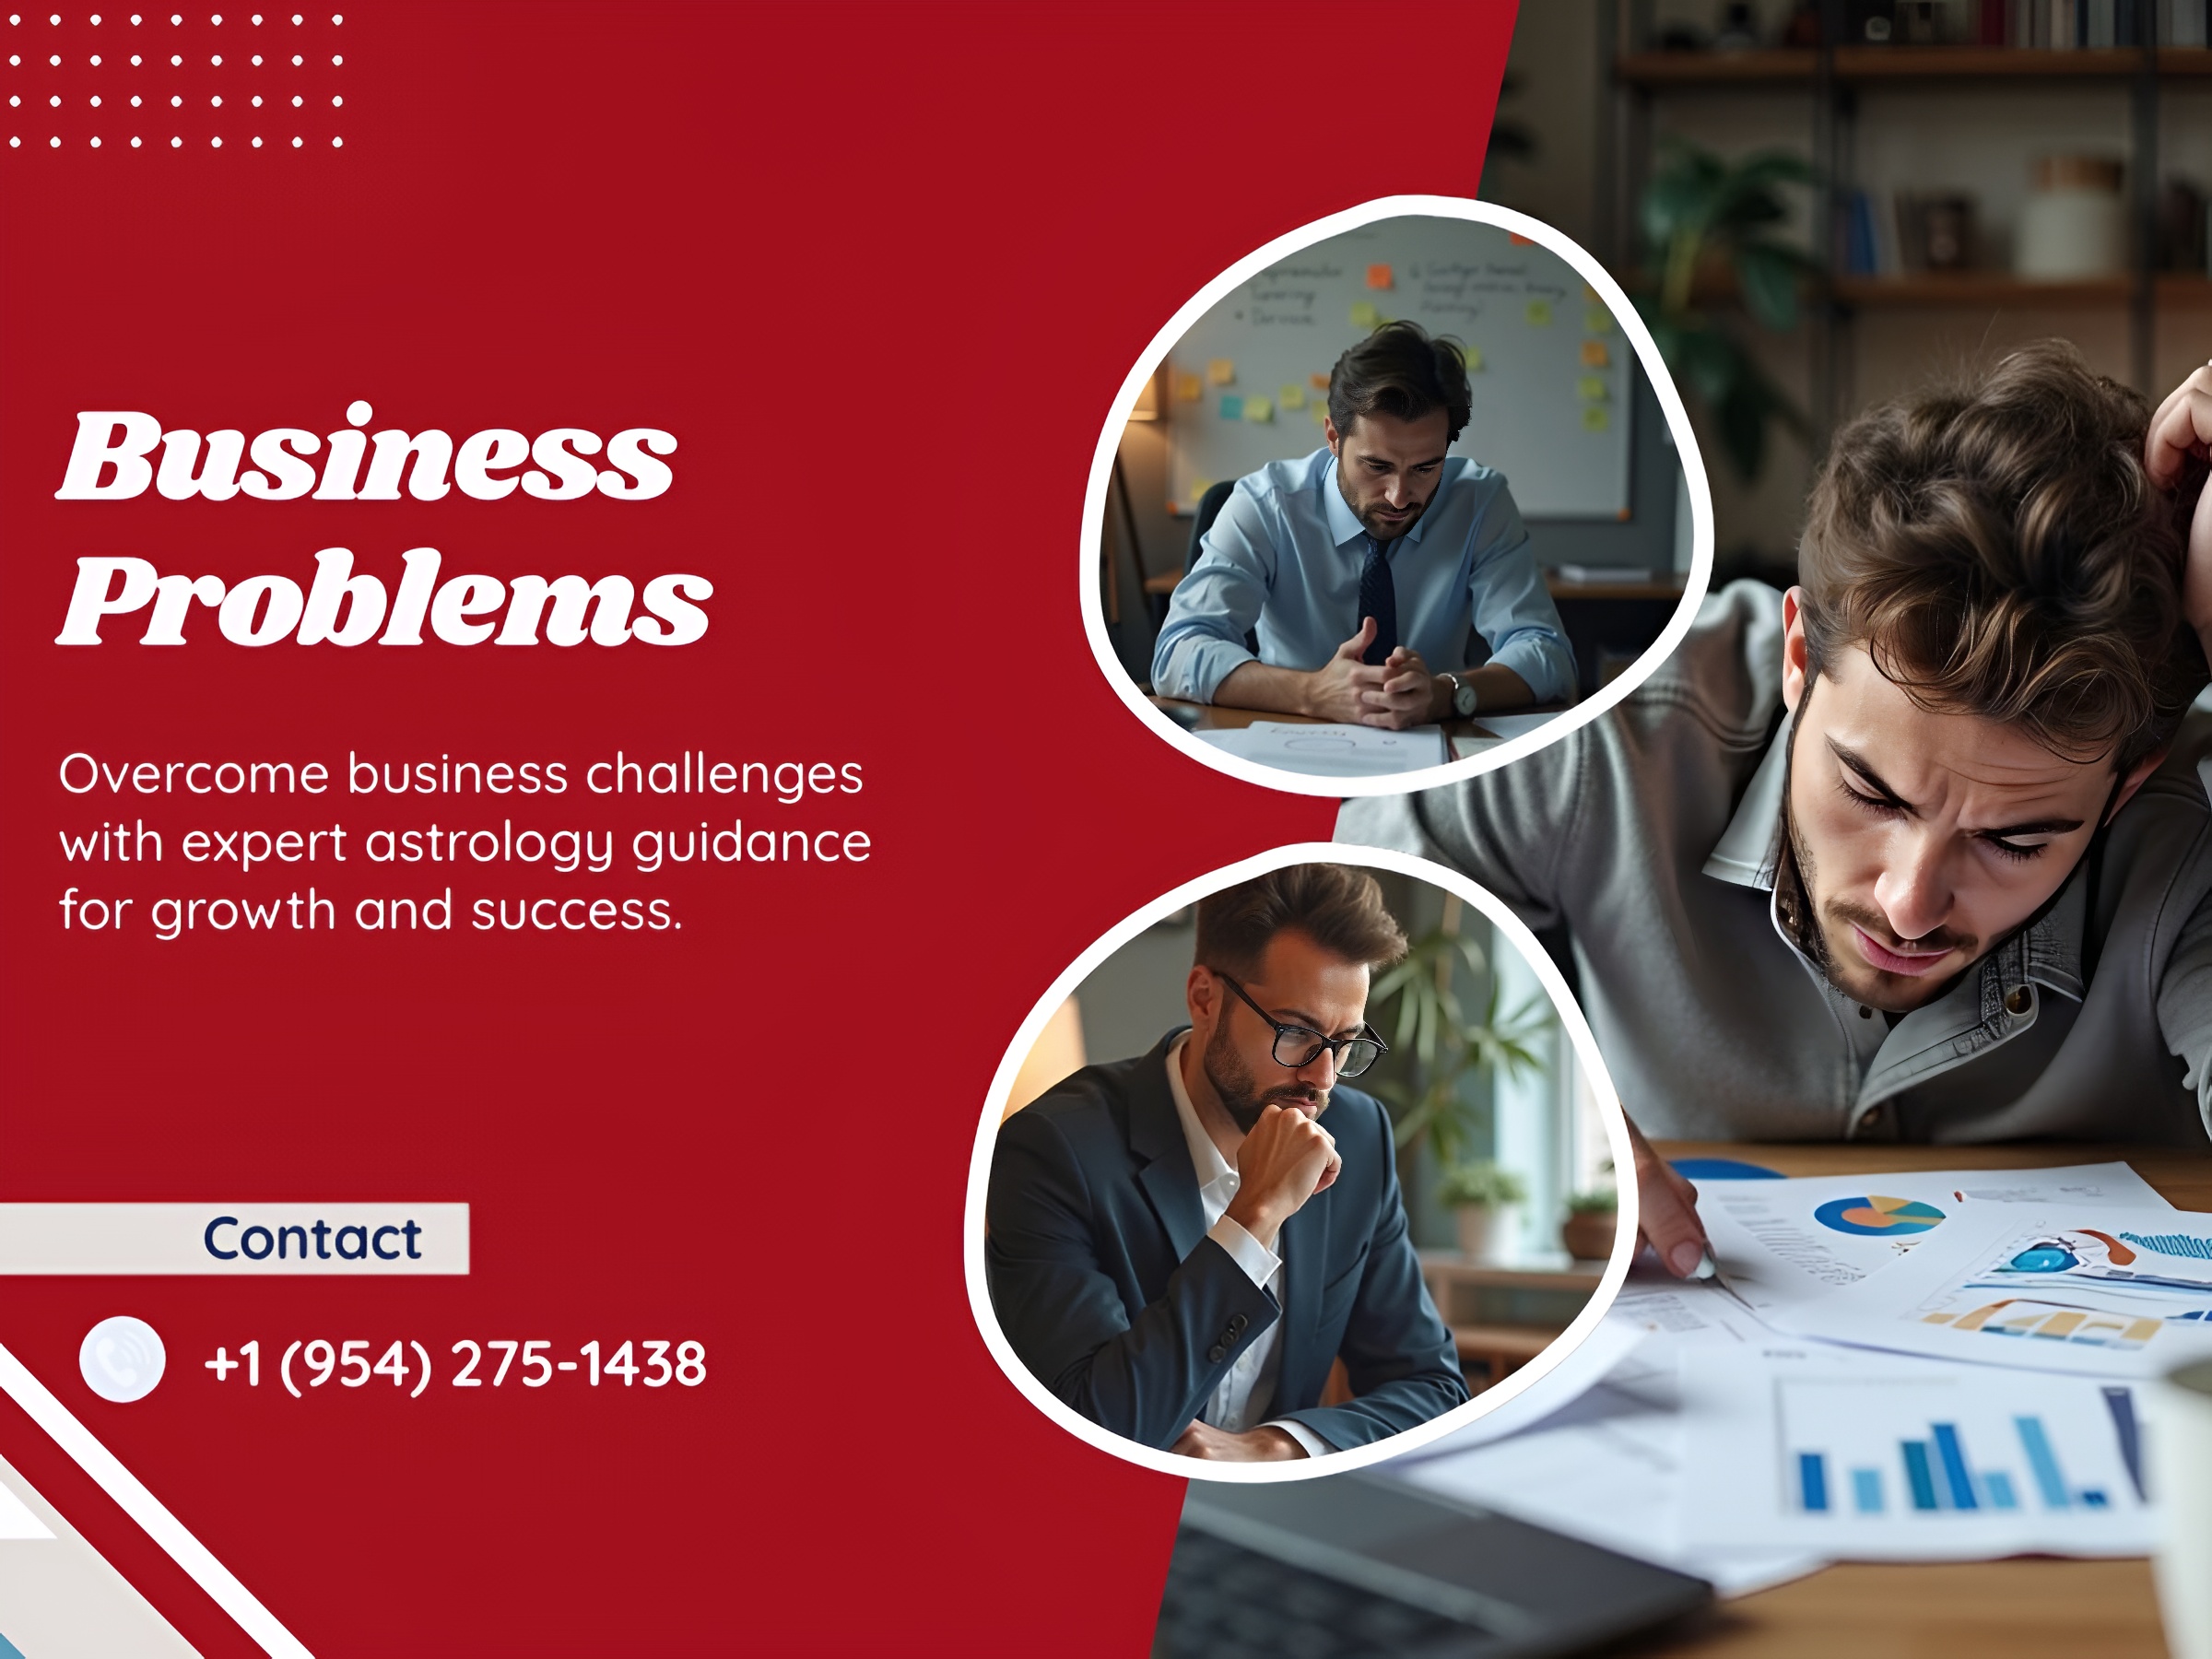 Business
Problems
Overcome business challenges
with expert astrology guidance
for growth and success.
Contact
+1 (954) 275-1438